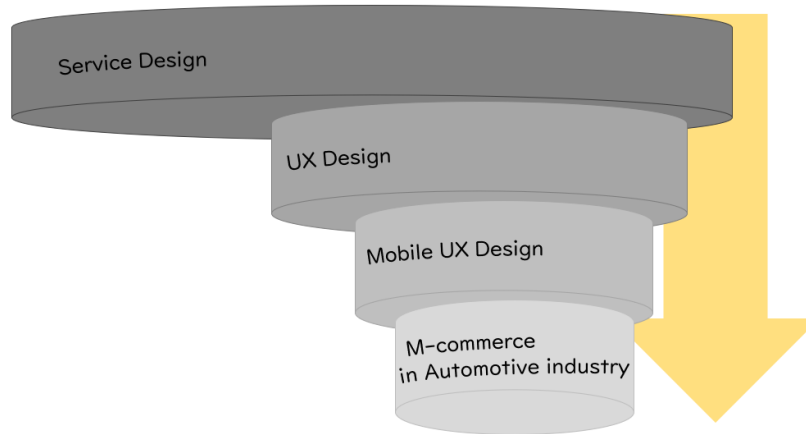 Service Design
UX Design
Mobile UX Design
M-commerce
in Automotive industry